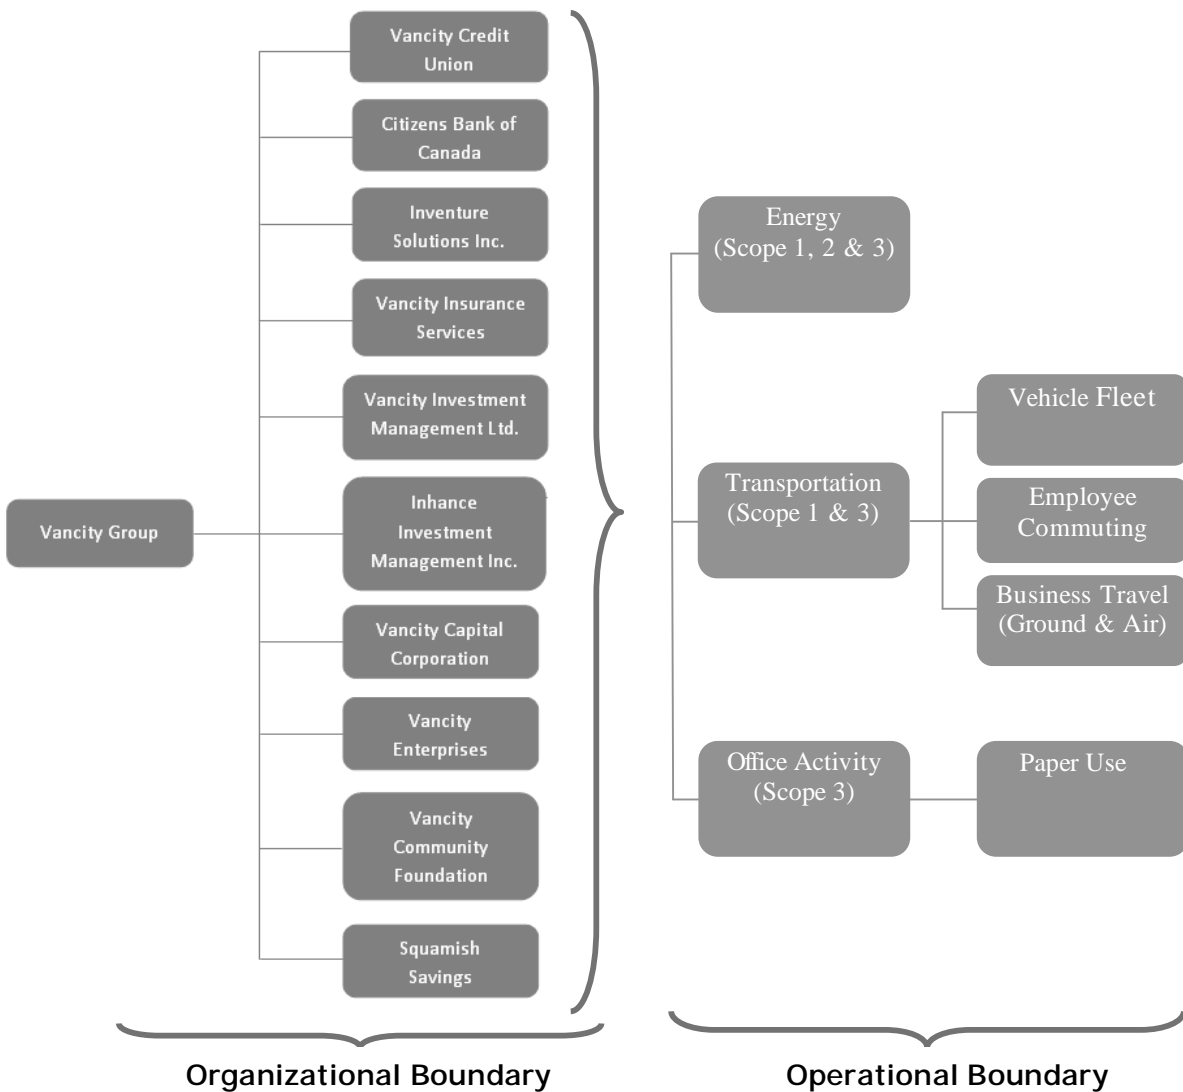 Vancity Group
Vancity Credit
Union
Citizens Bank of
Canada
Inventure
Solutions Inc.
Vancity Insurance
Services
Vancity Investment
Management Ltd.
Inhance
Investment
Management Inc.
Vancity Capital
Corporation
Vancity
Enterprises
Vancity
Community
Foundation
Squamish
Savings
Energy
(Scope 1, 2 & 3)
Transportation
(Scope 1 & 3)
Vehicle Fleet
Employee
Commuting
Business Travel
(Ground & Air)
Office Activity
(Scope 3)
Paper Use
Organizational Boundary
Operational Boundary